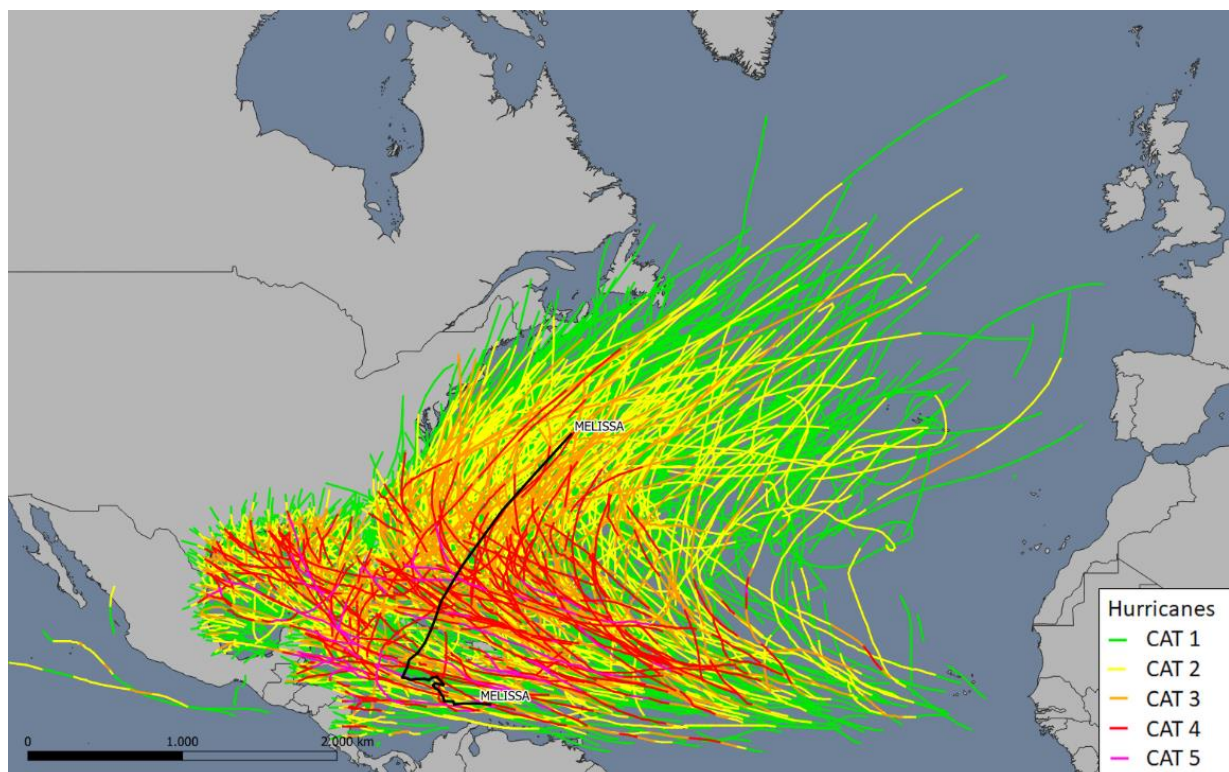 MELISSA
MELISSA
Hurricanes
CAT 1
CAT 2
CAT 3
CAT 4
CAT 5
0 1.000 2.000 km